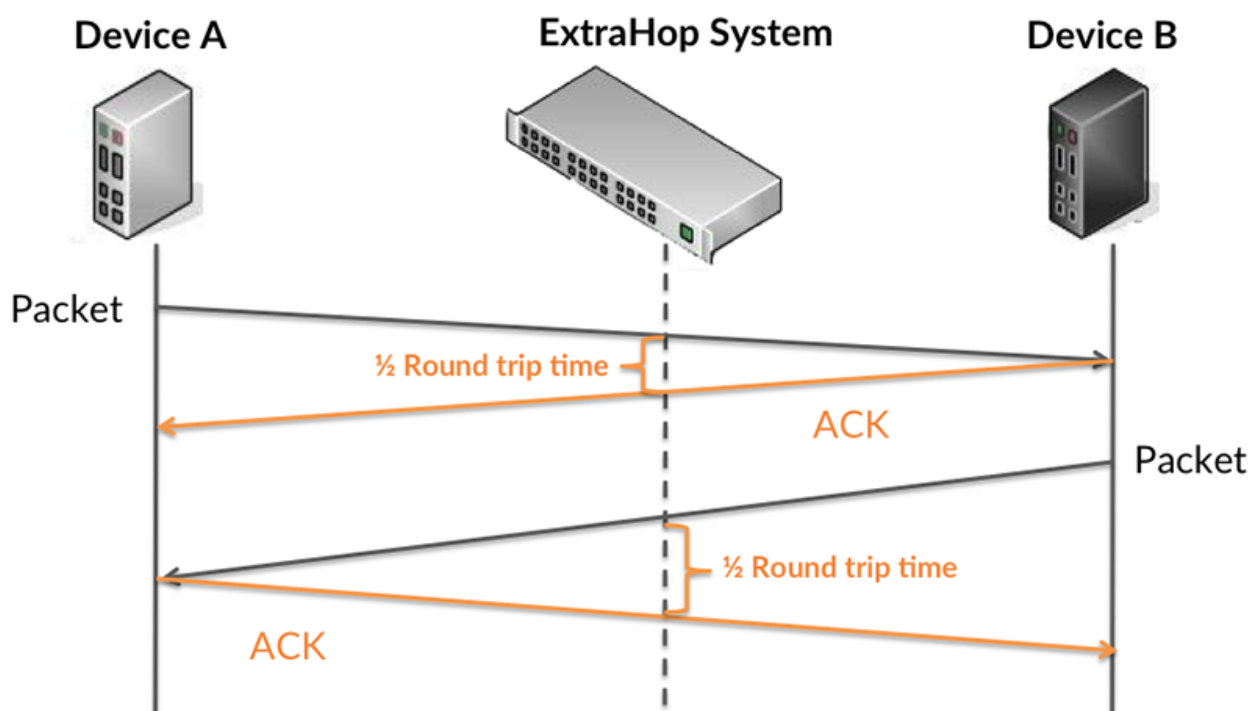 Device A
ExtraHop System
Device B
Packet
½ Round trip time
ACK
Packet
½ Round trip time
ACK